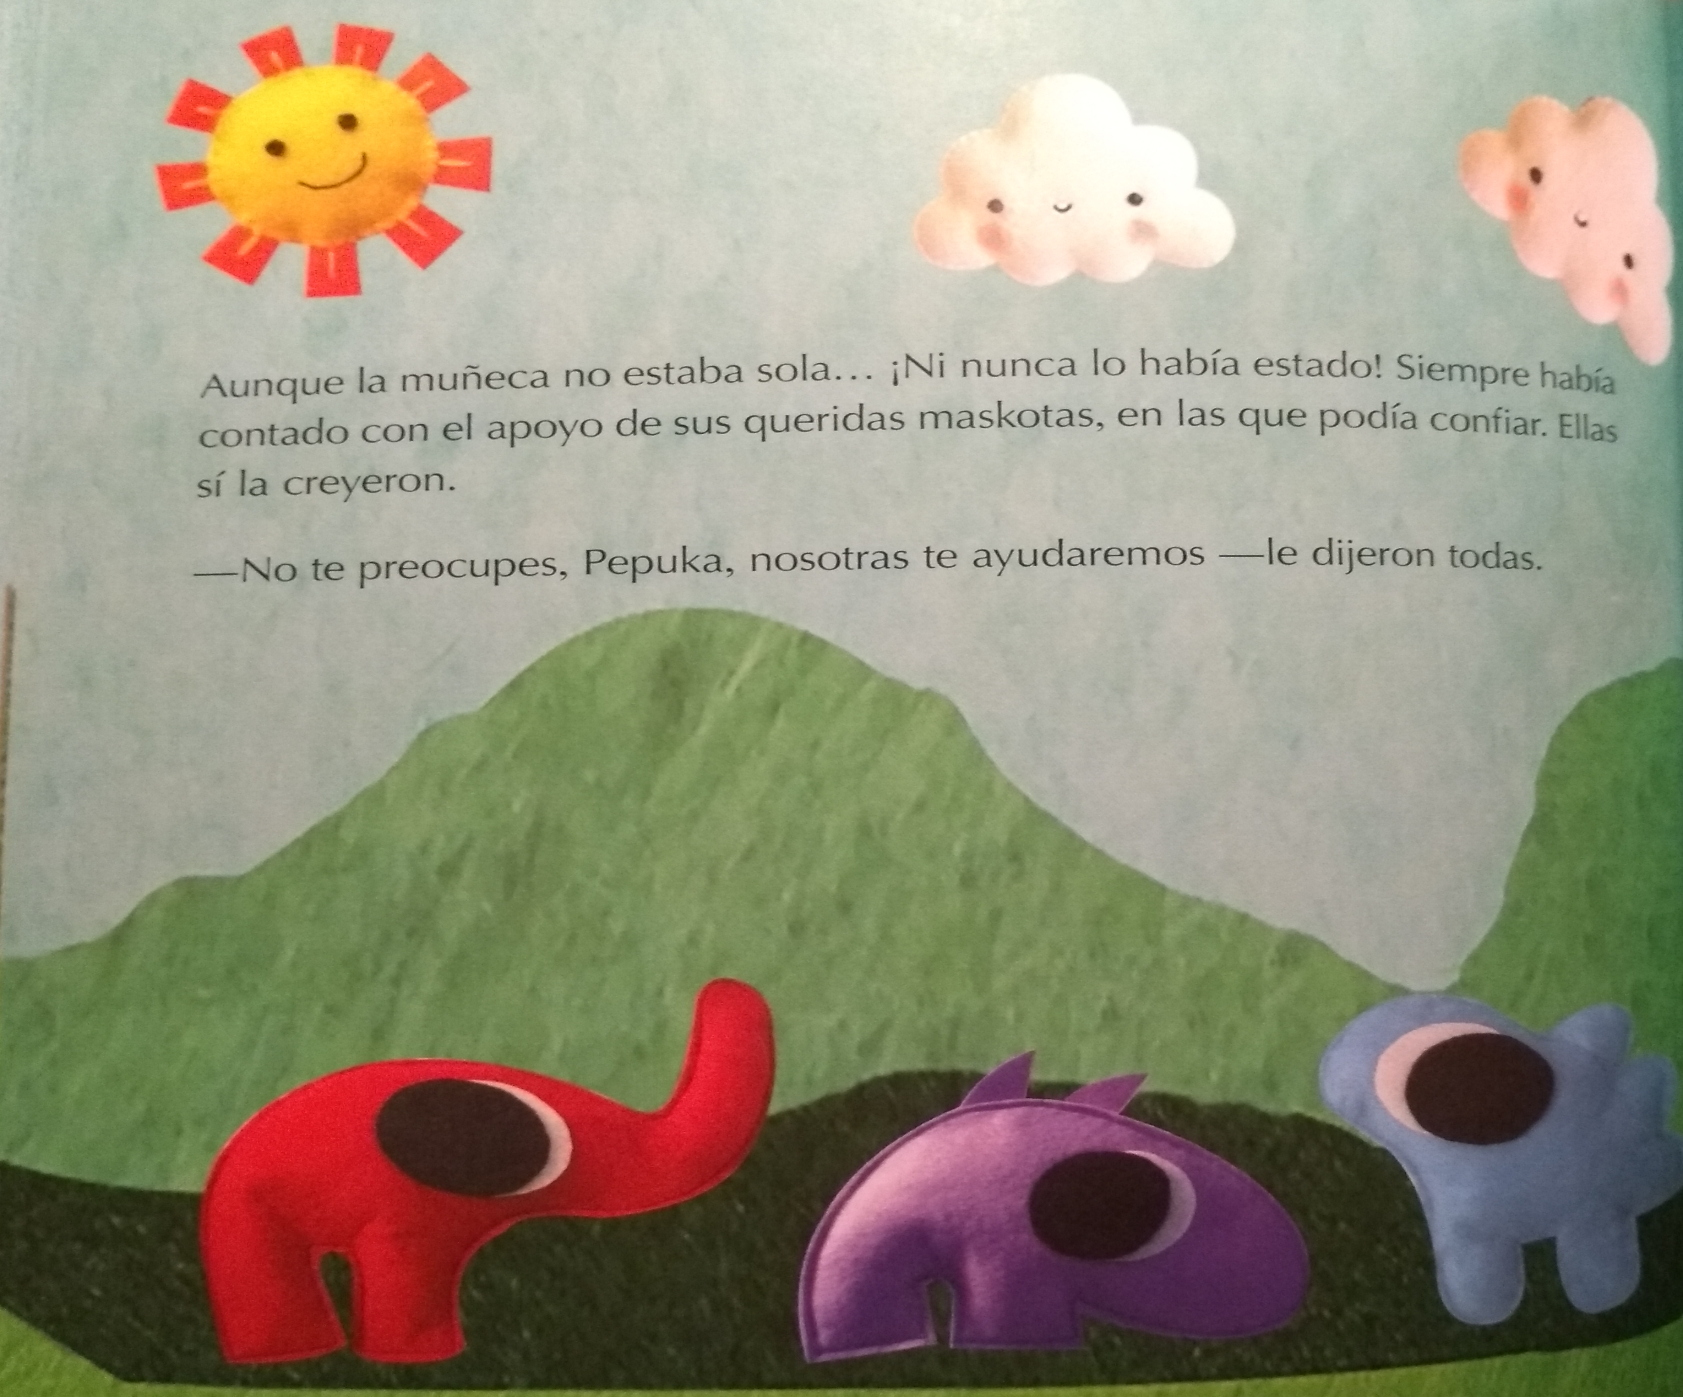 Aunque la muñeca no estaba sola... ¡Ni nunca lo había estado! Siempre había
contado con el apoyo de sus queridas maskotas, en las que podía confiar. Ellas
sí la creyeron.
—No te preocupes, Pepuka, nosotras te ayudaremos —le dijeron todas.